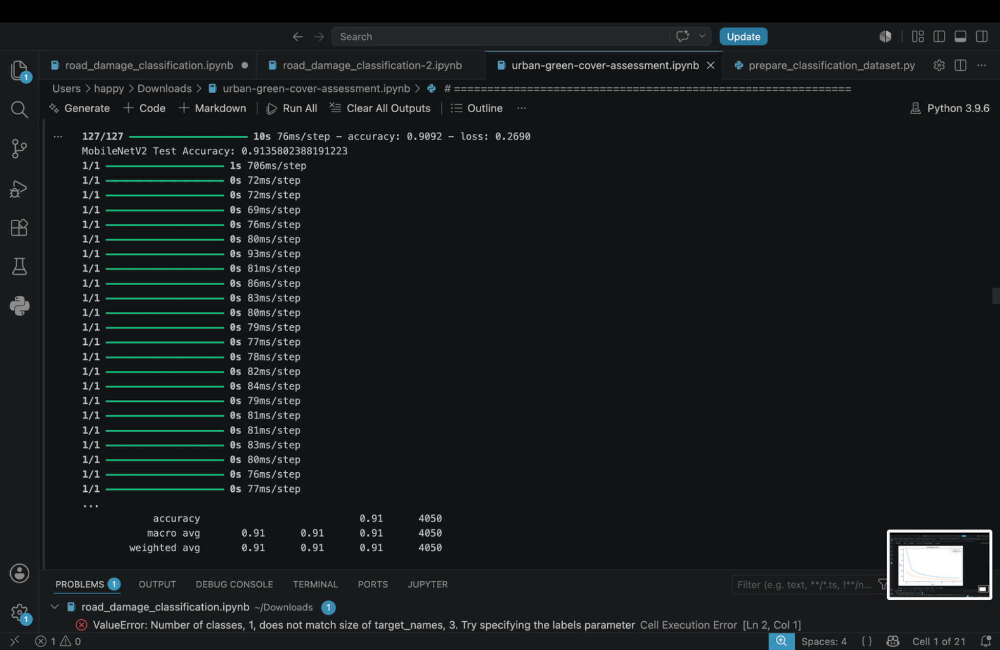 Search
Update
road_damage_classification.ipynb
road_damage_classification-2.ipynb
urban-green-cover-assessment.ipynb
prepare_classification_dataset.py
1
Users > happy > Downloads > urban-green-cover-assessment.ipynb > # ============================================================
Generate + Code + Markdown Run All Clear All Outputs Outline ... Python 3.9.6
... 127/127 10s 76ms/step - accuracy: 0.9092 - loss: 0.2690
MobileNetV2 Test Accuracy: 0.9135802388191223
1/1 1s 706ms/step
1/1 0s 72ms/step
1/1 0s 72ms/step
1/1 0s 69ms/step
1/1 0s 76ms/step
1/1 0s 80ms/step
1/1 0s 93ms/step
1/1 0s 81ms/step
1/1 0s 86ms/step
1/1 0s 83ms/step
1/1 0s 80ms/step
1/1 0s 79ms/step
1/1 0s 77ms/step
1/1 0s 78ms/step
1/1 0s 82ms/step
1/1 0s 84ms/step
1/1 0s 79ms/step
1/1 0s 81ms/step
1/1 0s 81ms/step
1/1 0s 83ms/step
1/1 0s 80ms/step
1/1 0s 76ms/step
1/1 0s 77ms/step
...
accuracy 0.91 4050
macro avg 0.91 0.91 0.91 4050
weighted avg 0.91 0.91 0.91 4050
PROBLEMS 1 OUTPUT DEBUG CONSOLE TERMINAL PORTS JUPYTER Filter (e.g. text, **/*.ts, !**/n...
road_damage_classification.ipynb ~/Downloads 1
ValueError: Number of classes, 1, does not match size of target_names, 3. Try specifying the labels parameter Cell Execution Error [Ln 2, Col 1]
1
1 0 Spaces: 4 { } Cell 1 of 21